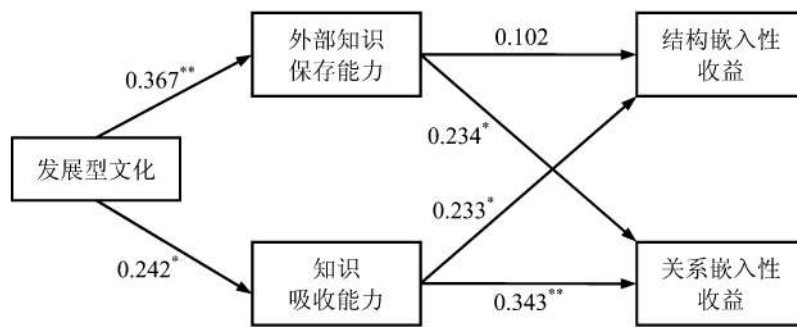 外部知识
保存能力
0.102
结构嵌入性
收益
0.367**
0.234*
发展型文化
0.233*
0.242*
知识
吸收能力
0.343**
关系嵌入性
收益